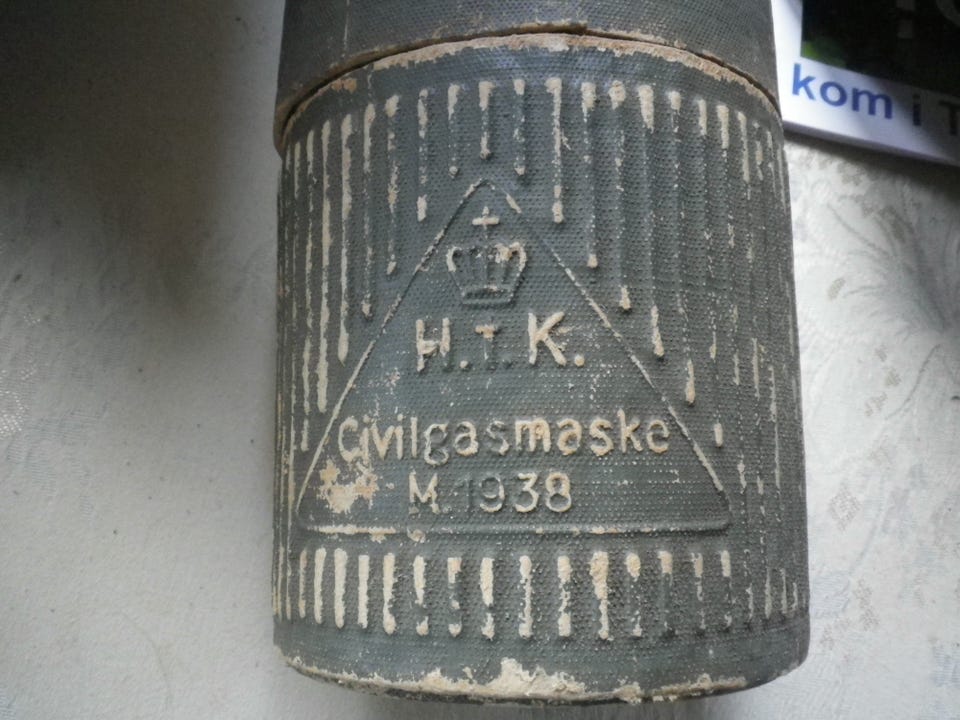 kom i
H.T.K.
Civilgasmaske
M.1938